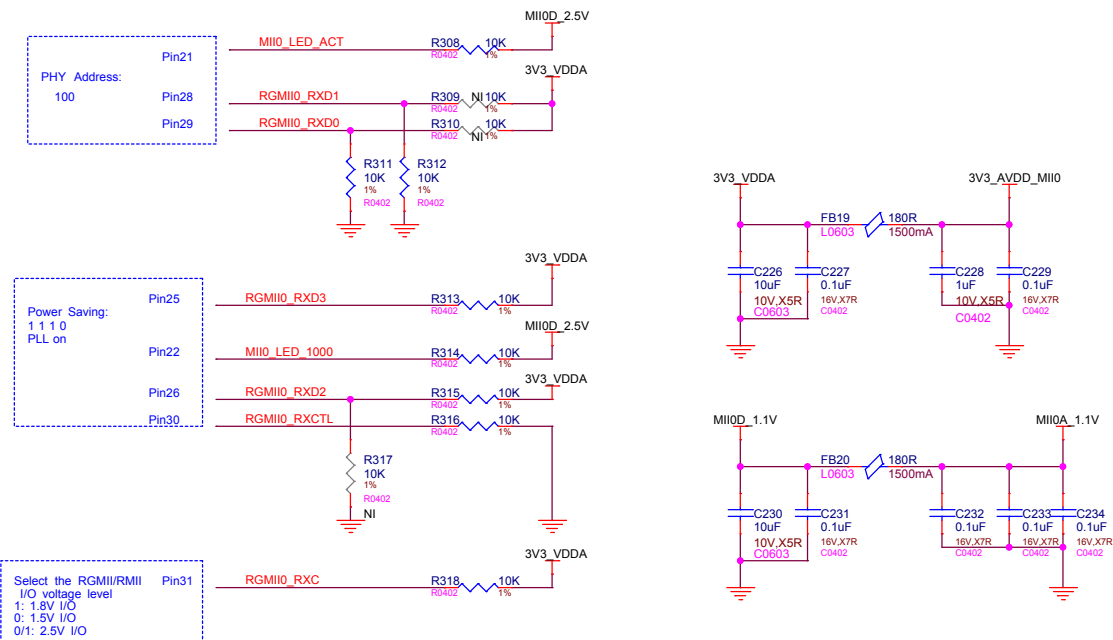 MII0D_2.5V
MII0_LED_ACT
R308
10K
R0402
1%
Pin21
PHY Address:
100
3V3_VDDA
Pin28
RGMII0_RXD1
R309
NI
10K
R0402
1%
Pin29
RGMII0_RXD0
R310
10K
R0402
NI
1%
R311
10K
1%
R0402
R312
10K
1%
R0402
3V3_VDDA
Power Saving:
1 1 1 0
PLL on
Pin25
RGMII0_RXD3
R313
10K
R0402
1%
MII0D_2.5V
Pin22
MII0_LED_1000
R314
10K
R0402
1%
3V3_VDDA
Pin26
RGMII0_RXD2
R315
10K
R0402
1%
Pin30
RGMII0_RXCTL
R316
10K
R0402
1%
R317
10K
1%
R0402
NI
3V3_VDDA
Select the RGMII/RMII
I/O voltage level
1: 1.8V I/O
0: 1.5V I/O
0/1: 2.5V I/O
Pin31
RGMII0_RXC
R318
10K
R0402
1%
3V3_VDDA
3V3_AVDD_MII0
FB19
180R
L0603
1500mA
C226
10uF
10V,X5R
C0603
C227
0.1uF
16V,X7R
C0402
C228
1uF
10V,X5R
C0402
C229
0.1uF
16V,X7R
C0402
MII0D_1.1V
MII0A_1.1V
FB20
180R
L0603
1500mA
C230
10uF
10V,X5R
C0603
C231
0.1uF
16V,X7R
C0402
C232
0.1uF
16V,X7R
C0402
C233
0.1uF
16V,X7R
C0402
C234
0.1uF
16V,X7R
C0402